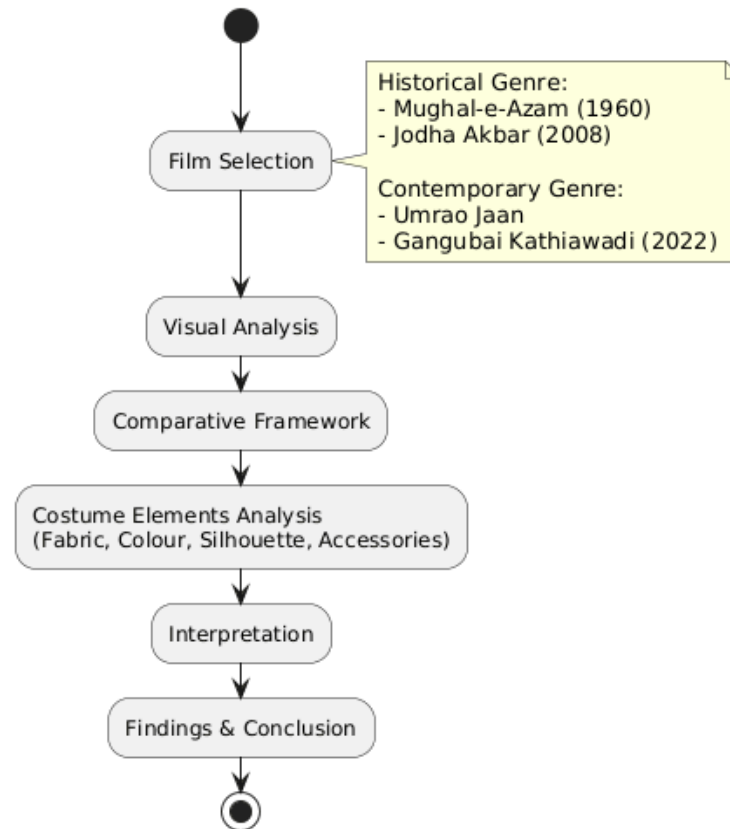 Film Selection
Historical Genre:
- Mughal-e-Azam (1960)
- Jodha Akbar (2008)
Contemporary Genre:
- Umrao Jaan
- Gangubai Kathiawadi (2022)
Visual Analysis
Comparative Framework
Costume Elements Analysis
(Fabric, Colour, Silhouette, Accessories)
Interpretation
Findings & Conclusion